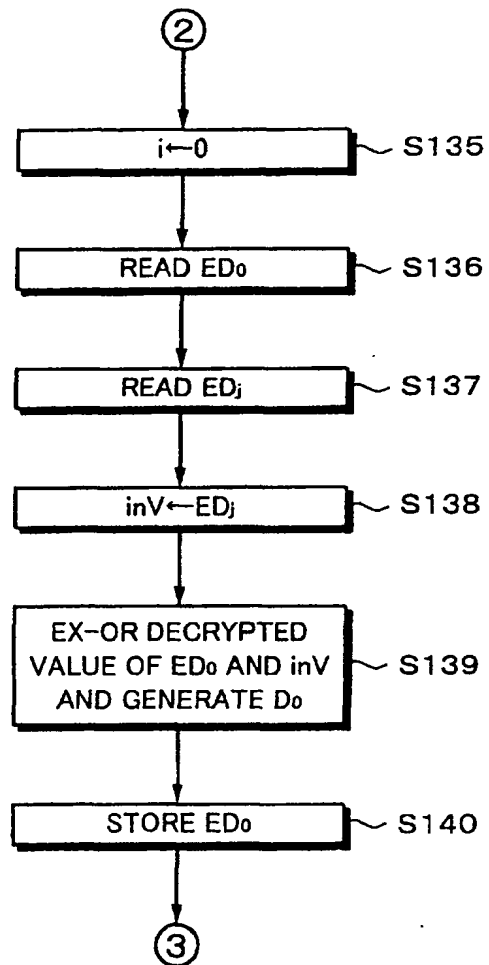 ②
i←0
S135
READ ED₀
S136
READ EDⱼ
S137
inV←EDⱼ
S138
EX-OR DECRYPTED
VALUE OF ED₀ AND inV
AND GENERATE D₀
S139
STORE ED₀
S140
③